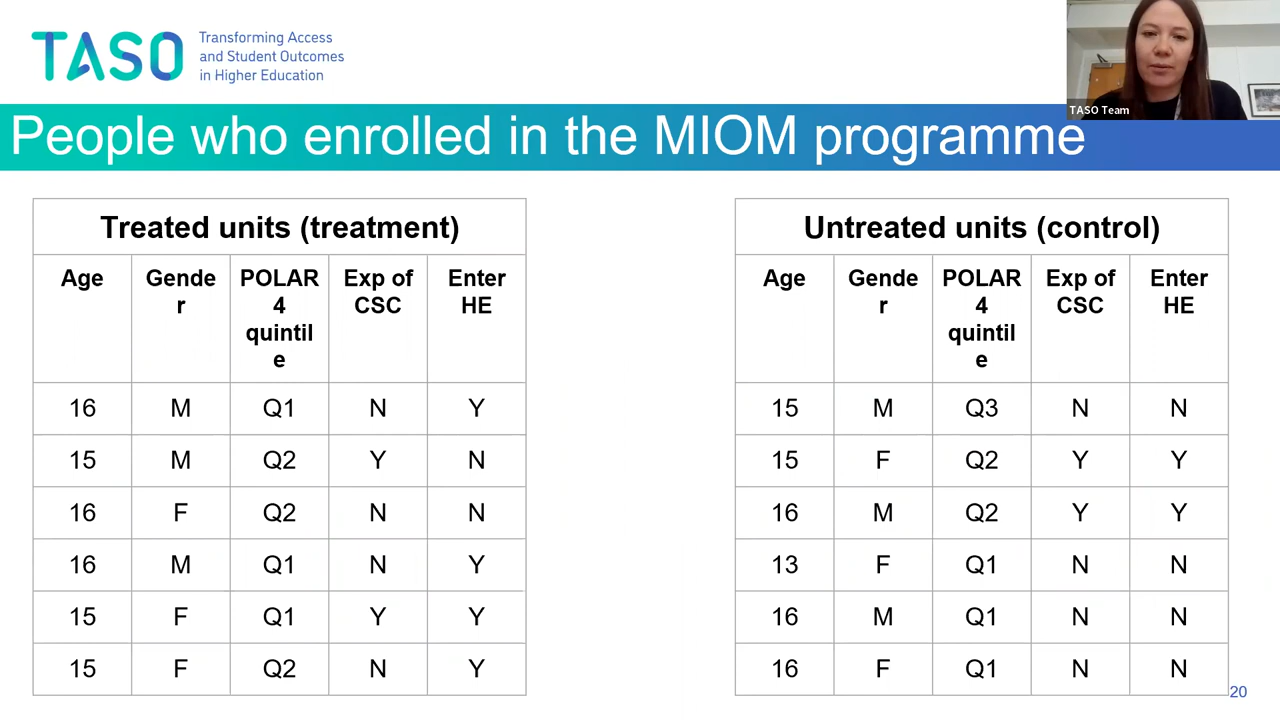 TASO
Transforming Access
and Student Outcomes
in Higher Education
TASO Team
People who enrolled in the MIOM programme
Treated units (treatment)
Age Gende POLAR Exp of Enter
r 4 CSC HE
quintil
e
16 M Q1 N Y
15 M Q2 Y N
16 F Q2 N N
16 M Q1 N Y
15 F Q1 Y Y
15 F Q2 N Y
Untreated units (control)
Age Gende POLAR Exp of Enter
r 4 CSC HE
quintil
e
15 M Q3 N N
15 F Q2 Y Y
16 M Q2 Y Y
13 F Q1 N N
16 M Q1 N N
16 F Q1 N N
20